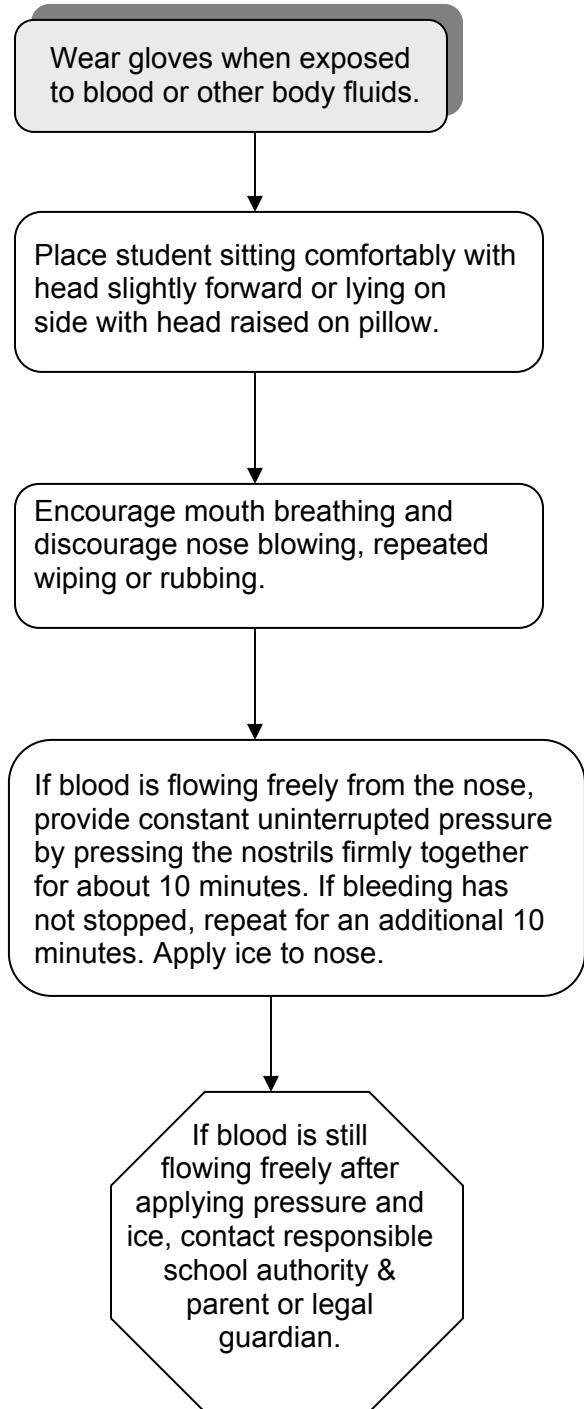 Wear gloves when exposed
to blood or other body fluids.
Place student sitting comfortably with
head slightly forward or lying on
side with head raised on pillow.
Encourage mouth breathing and
discourage nose blowing, repeated
wiping or rubbing.
If blood is flowing freely from the nose,
provide constant uninterrupted pressure
by pressing the nostrils firmly together
for about 10 minutes. If bleeding has
not stopped, repeat for an additional 10
minutes. Apply ice to nose.
If blood is still
flowing freely after
applying pressure and
ice, contact responsible
school authority &
parent or legal
guardian.